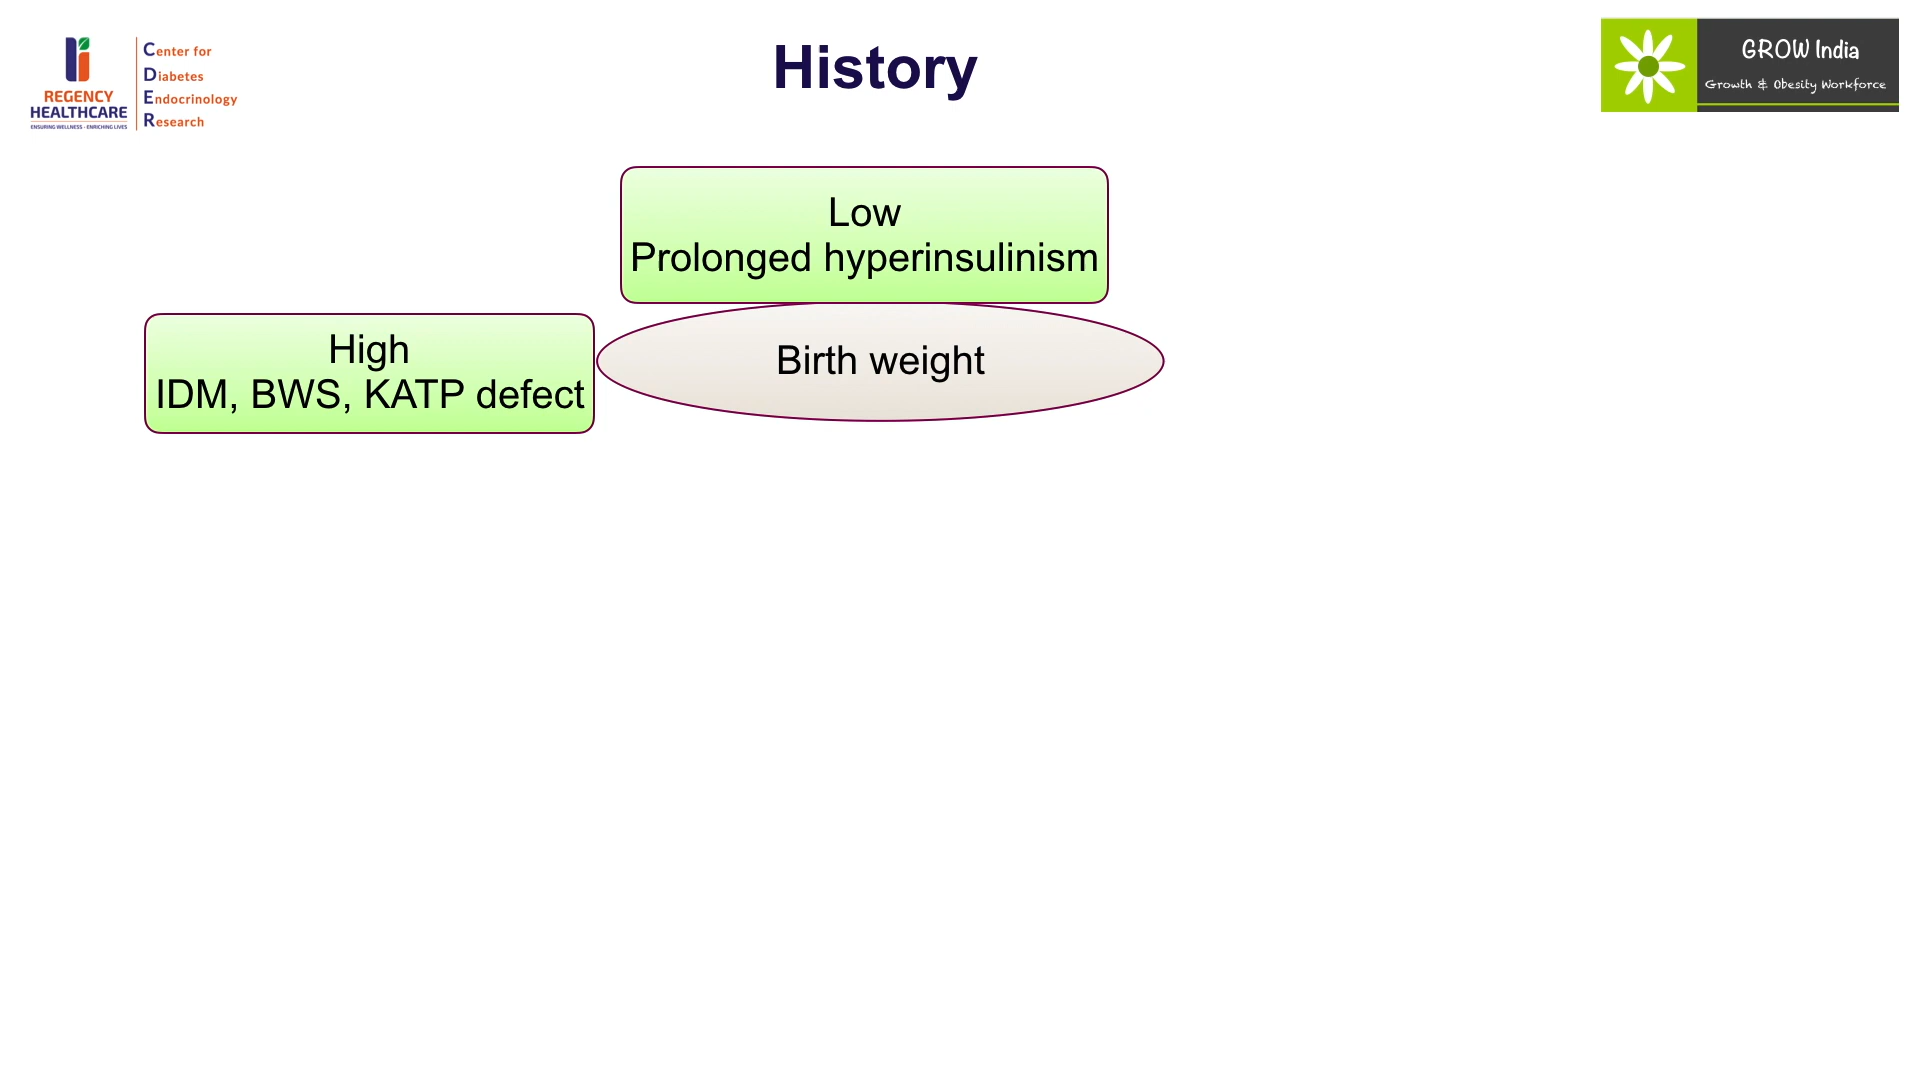 REGENCY
HEALTHCARE
ENSURING WELLNESS - ENRICHING LIVES
Center for
Diabetes
Endocrinology
Research
History
GROW India
Growth & Obesity Workforce
Low
Prolonged hyperinsulinism
High
IDM, BWS, KATP defect
Birth weight